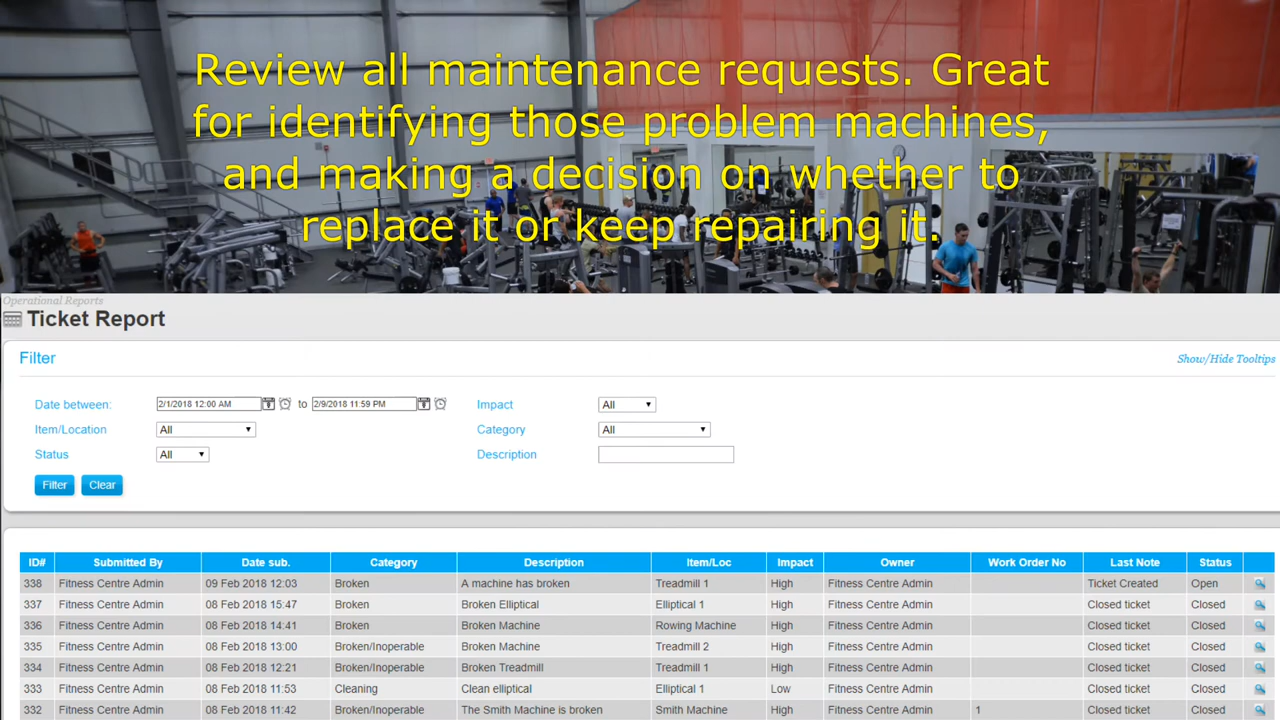 Review all maintenance requests. Great
for identifying those problem machines,
and making a decision on whether to
replace it or keep repairing it.
Operational Reports
Ticket Report
Filter
Show/Hide Tooltips
Date between: 2/1/2018 12:00 AM to 2/9/2018 11:59 PM Impact All
Item/Location All Category All
Status All Description
Filter Clear
ID# Submitted By Date sub. Category Description Item/Loc Impact Owner Work Order No Last Note Status
338 Fitness Centre Admin 09 Feb 2018 12:03 Broken A machine has broken Treadmill 1 High Fitness Centre Admin Ticket Created Open
337 Fitness Centre Admin 08 Feb 2018 15:47 Broken Broken Elliptical Elliptical 1 High Fitness Centre Admin Closed ticket Closed
336 Fitness Centre Admin 08 Feb 2018 14:41 Broken Broken Machine Rowing Machine High Fitness Centre Admin Closed ticket Closed
335 Fitness Centre Admin 08 Feb 2018 13:00 Broken/Inoperable Broken Machine Treadmill 2 High Fitness Centre Admin Closed ticket Closed
334 Fitness Centre Admin 08 Feb 2018 12:21 Broken/Inoperable Broken Treadmill Treadmill 1 High Fitness Centre Admin Closed ticket Closed
333 Fitness Centre Admin 08 Feb 2018 11:53 Cleaning Clean elliptical Elliptical 1 Low Fitness Centre Admin Closed ticket Closed
332 Fitness Centre Admin 08 Feb 2018 11:42 Broken/Inoperable The Smith Machine is broken Smith Machine High Fitness Centre Admin 1 Closed ticket Closed